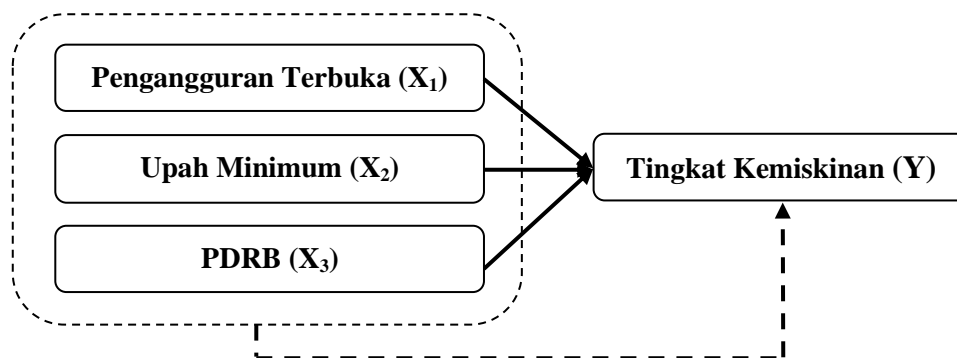 Pengangguran Terbuka (X₁)
Upah Minimum (X₂)
Tingkat Kemiskinan (Y)
PDRB (X₃)